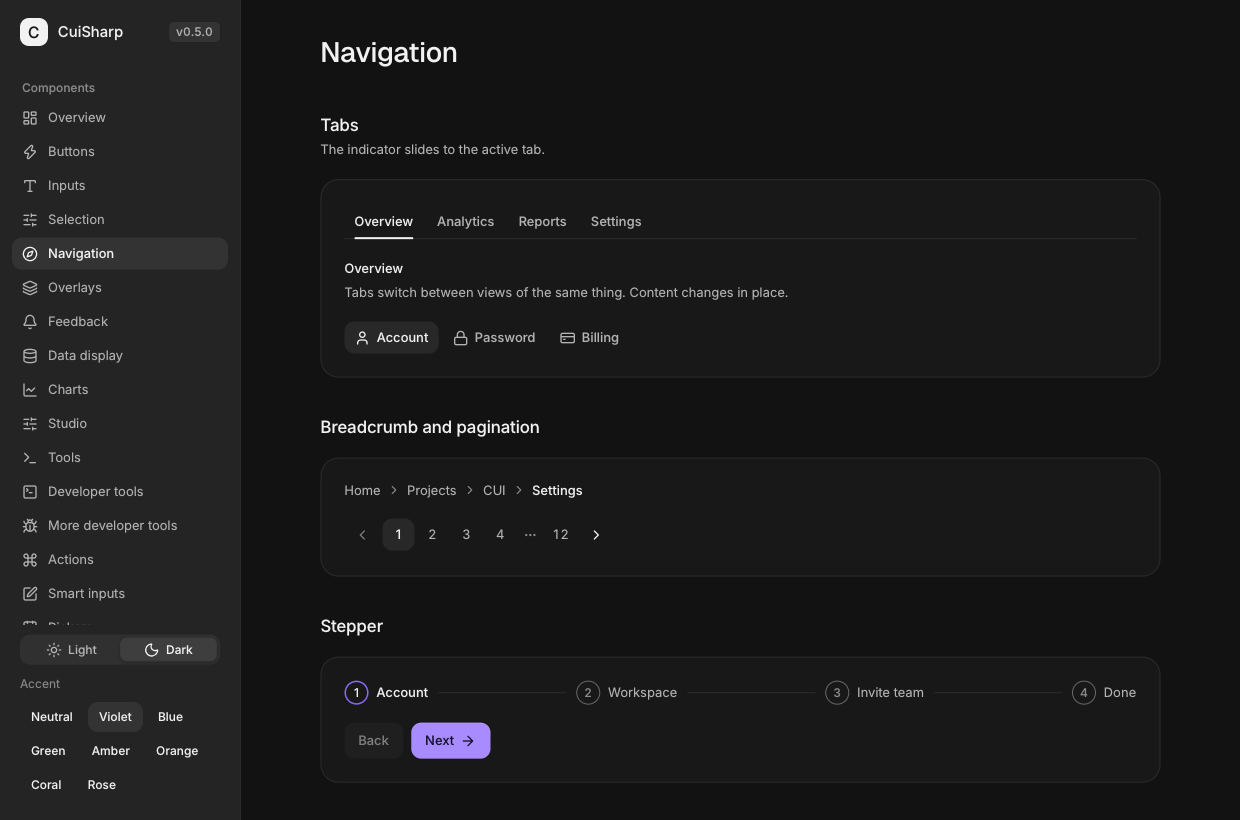 C CuiSharp v0.5.0
Components
Overview
Buttons
Inputs
Selection
Navigation
Overlays
Feedback
Data display
Charts
Studio
Tools
Developer tools
More developer tools
Actions
Smart inputs
Light Dark
Accent
Neutral Violet Blue
Green Amber Orange
Coral Rose
Navigation
Tabs
The indicator slides to the active tab.
Overview Analytics Reports Settings
Overview
Tabs switch between views of the same thing. Content changes in place.
Account Password Billing
Breadcrumb and pagination
Home Projects CUI Settings
1 2 3 4 ··· 12
Stepper
1 Account 2 Workspace 3 Invite team 4 Done
Back Next